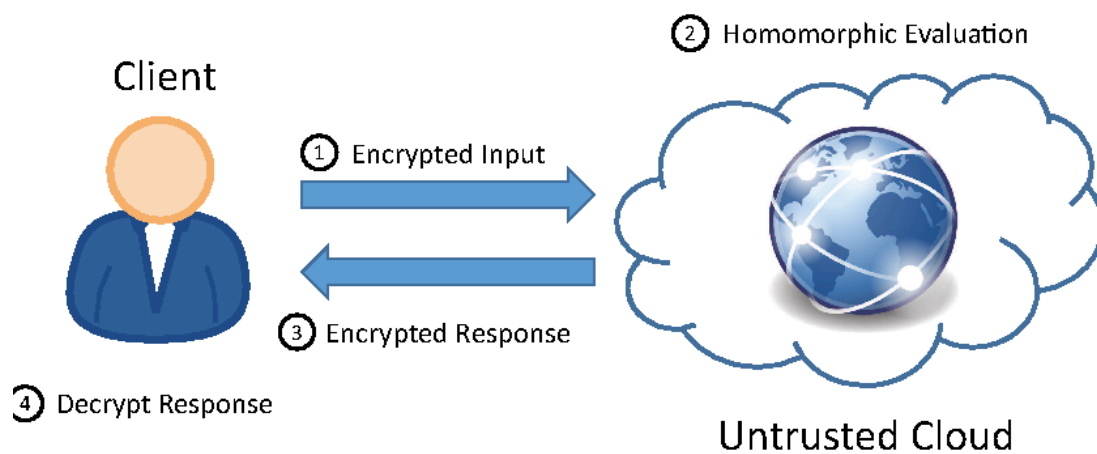 ② Homomorphic Evaluation
Client
① Encrypted Input
③ Encrypted Response
④ Decrypt Response
Untrusted Cloud